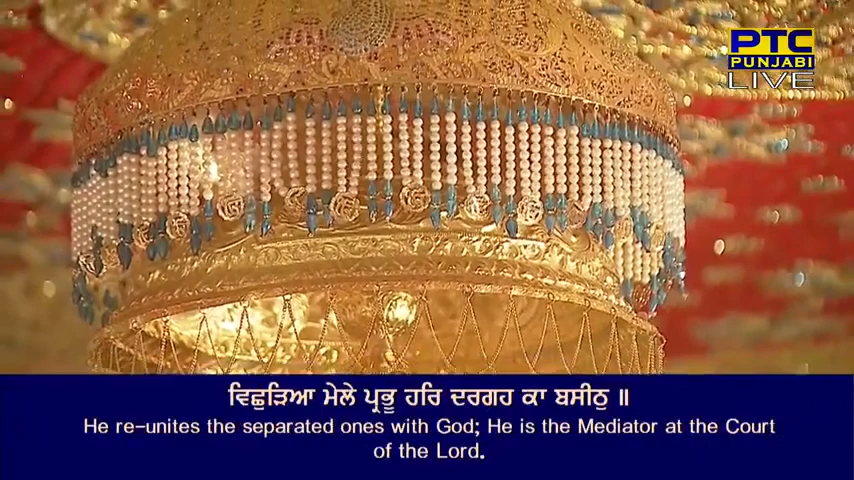 PTC
PUNJABI
LIVE
ਵਿਛੁੜਿਆ ਮੇਲੇ ਪ੍ਰਭੂ ਹਰਿ ਦਰਗਹ ਕਾ ਬਸੀਠੁ ॥
He re-unites the separated ones with God; He is the Mediator at the Court
of the Lord.